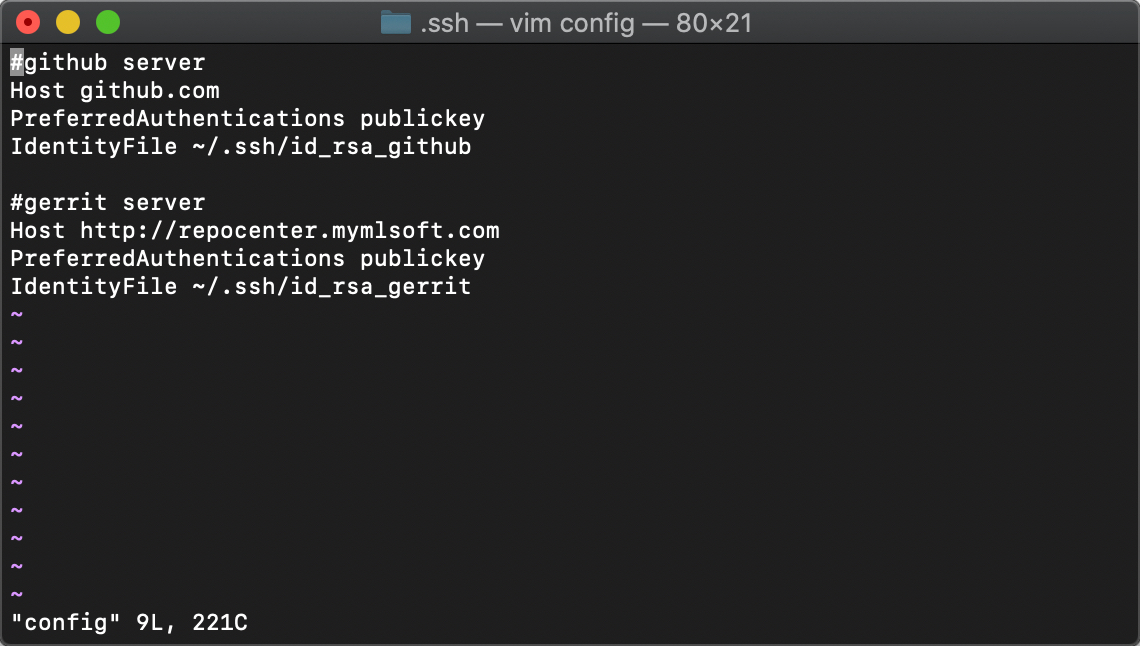 .ssh — vim config — 80×21
#github server
Host github.com
PreferredAuthentications publickey
IdentityFile ~/.ssh/id_rsa_github
#gerrit server
Host http://repocenter.mymlsoft.com
PreferredAuthentications publickey
IdentityFile ~/.ssh/id_rsa_gerrit
~
~
~
~
~
~
~
~
~
~
~
"config" 9L, 221C